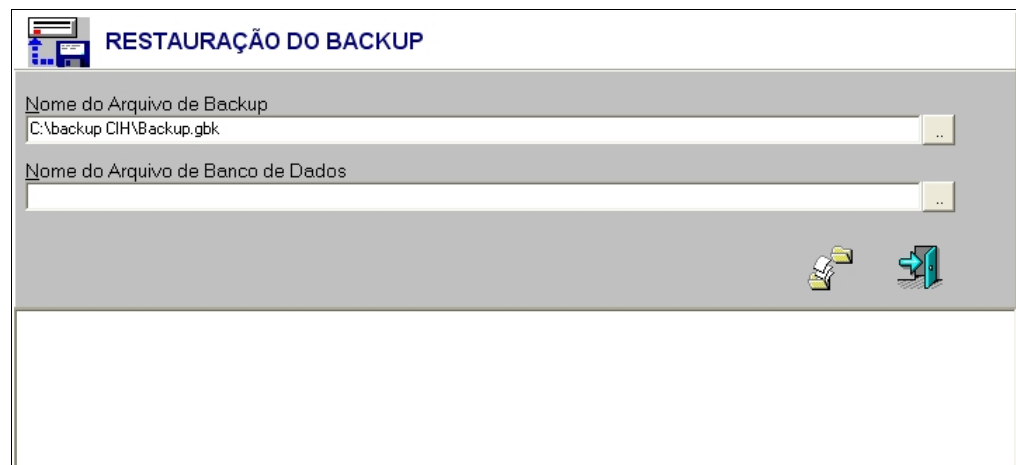 RESTAURAÇÃO DO BACKUP
Nome do Arquivo de Backup
C:\backup CIH\Backup.gbk
..
Nome do Arquivo de Banco de Dados
..